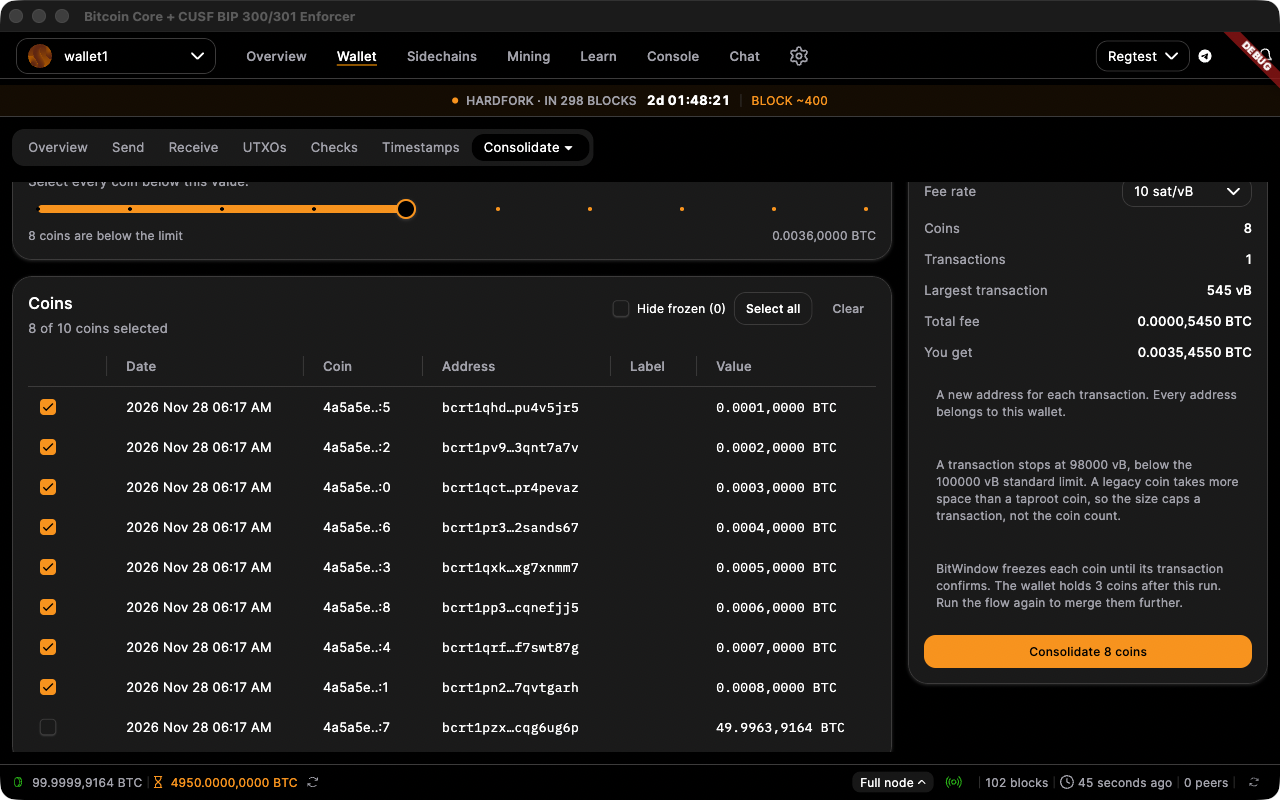 Bitcoin Core + CUSF BIP 300/301 Enforcer
wallet1 Overview Wallet Sidechains Mining Learn Console Chat Regtest DEBUG
HARDFORK · IN 298 BLOCKS 2d 01:48:21 BLOCK ~400
Overview Send Receive UTXOs Checks Timestamps Consolidate
Select every coin below this value.
8 coins are below the limit 0.0036,0000 BTC
Coins
8 of 10 coins selected
Hide frozen (0) Select all Clear
Date Coin Address Label Value
2026 Nov 28 06:17 AM 4a5a5e..:5 bcrt1qhd…pu4v5jr5 0.0001,0000 BTC
2026 Nov 28 06:17 AM 4a5a5e..:2 bcrt1pv9…3qnt7a7v 0.0002,0000 BTC
2026 Nov 28 06:17 AM 4a5a5e..:0 bcrt1qct…pr4pevaz 0.0003,0000 BTC
2026 Nov 28 06:17 AM 4a5a5e..:6 bcrt1pr3…2sands67 0.0004,0000 BTC
2026 Nov 28 06:17 AM 4a5a5e..:3 bcrt1qxk…xg7xnmm7 0.0005,0000 BTC
2026 Nov 28 06:17 AM 4a5a5e..:8 bcrt1pp3…cqnefjj5 0.0006,0000 BTC
2026 Nov 28 06:17 AM 4a5a5e..:4 bcrt1qrf…f7swt87g 0.0007,0000 BTC
2026 Nov 28 06:17 AM 4a5a5e..:1 bcrt1pn2…7qvtgarh 0.0008,0000 BTC
2026 Nov 28 06:17 AM 4a5a5e..:7 bcrt1pzx…cqg6ug6p 49.9963,9164 BTC
Fee rate 10 sat/vB
Coins 8
Transactions 1
Largest transaction 545 vB
Total fee 0.0000,5450 BTC
You get 0.0035,4550 BTC
A new address for each transaction. Every address
belongs to this wallet.
A transaction stops at 98000 vB, below the
100000 vB standard limit. A legacy coin takes more
space than a taproot coin, so the size caps a
transaction, not the coin count.
BitWindow freezes each coin until its transaction
confirms. The wallet holds 3 coins after this run.
Run the flow again to merge them further.
Consolidate 8 coins
99.9999,9164 BTC 4950.0000,0000 BTC Full node 102 blocks 45 seconds ago 0 peers